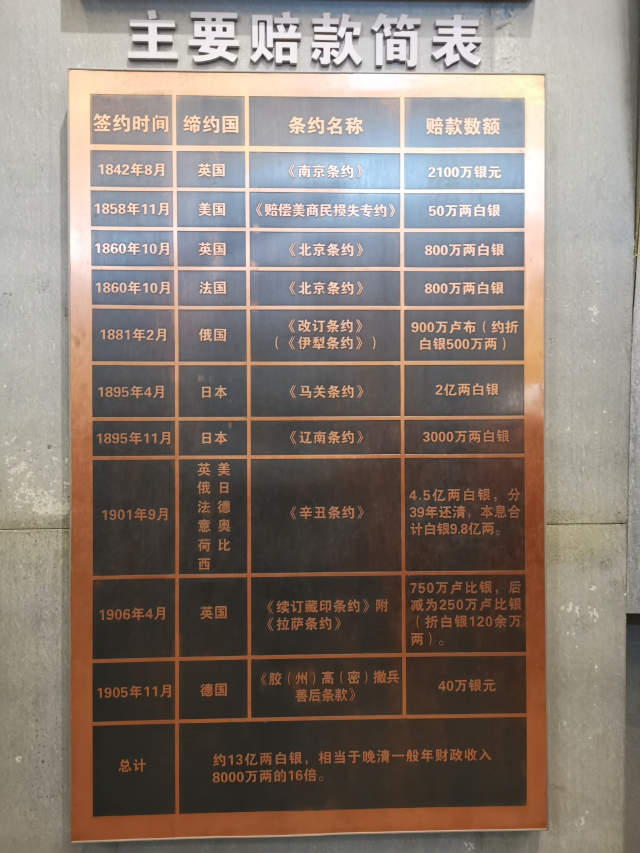 主要赔款简表
签约时间 缔约国 条约名称 赔款数额
1842年8月 英国 《南京条约》 2100万银元
1858年11月 美国 《赔偿美商民损失专约》 50万两白银
1860年10月 英国 《北京条约》 800万两白银
1860年10月 法国 《北京条约》 800万两白银
1881年2月 俄国 《改订条约》
（《伊犁条约》）
900万卢布（约折
白银500万两）
1895年4月 日本 《马关条约》 2亿两白银
1895年11月 日本 《辽南条约》 3000万两白银
1901年9月
英 美
俄 日
法 德
意 奥
荷 比
西
《辛丑条约》
4.5亿两白银，分
39年还清，本息合
计白银9.8亿两。
1906年4月 英国
《续订藏印条约》附
《拉萨条约》
750万卢比银，后
减为250万卢比银
（折白银120余万
两）。
1905年11月 德国
《胶（州）高（密）撤兵
善后条款》
40万银元
总计
约13亿两白银，相当于晚清一般年财政收入
8000万两的16倍。